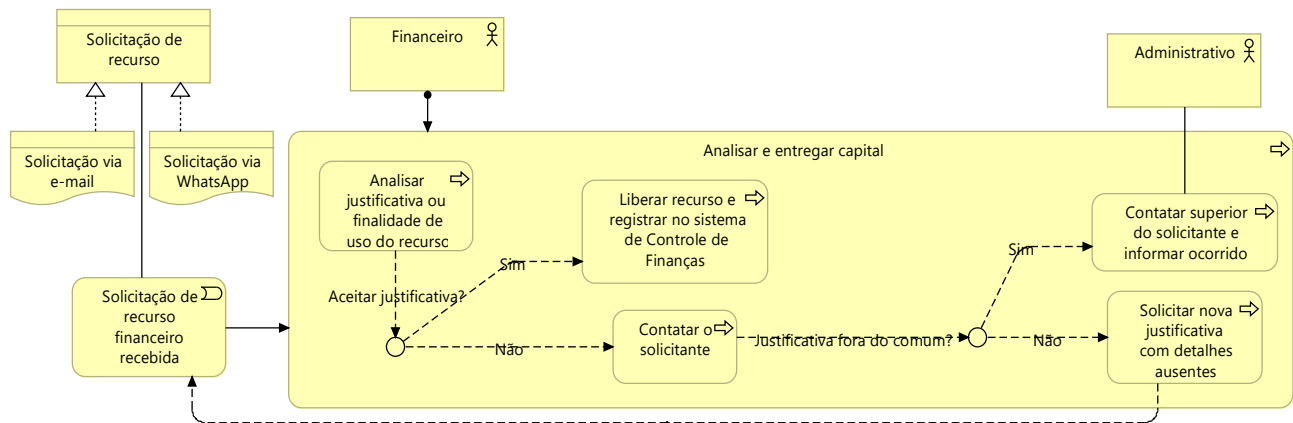 Solicitação de
recurso
Financeiro
Administrativo
Solicitação via
e-mail
Solicitação via
WhatsApp
Analisar e entregar capital
Analisar
justificativa ou
finalidade de
uso do recurso
Liberar recurso e
registrar no sistema
de Controle de
Finanças
Contatar superior
do solicitante e
informar ocorrido
Sim
Sim
Aceitar justificativa?
Solicitação de
recurso
financeiro
recebida
Contatar o
solicitante
Justificativa fora do comum?
Não
Não
Solicitar nova
justificativa
com detalhes
ausentes